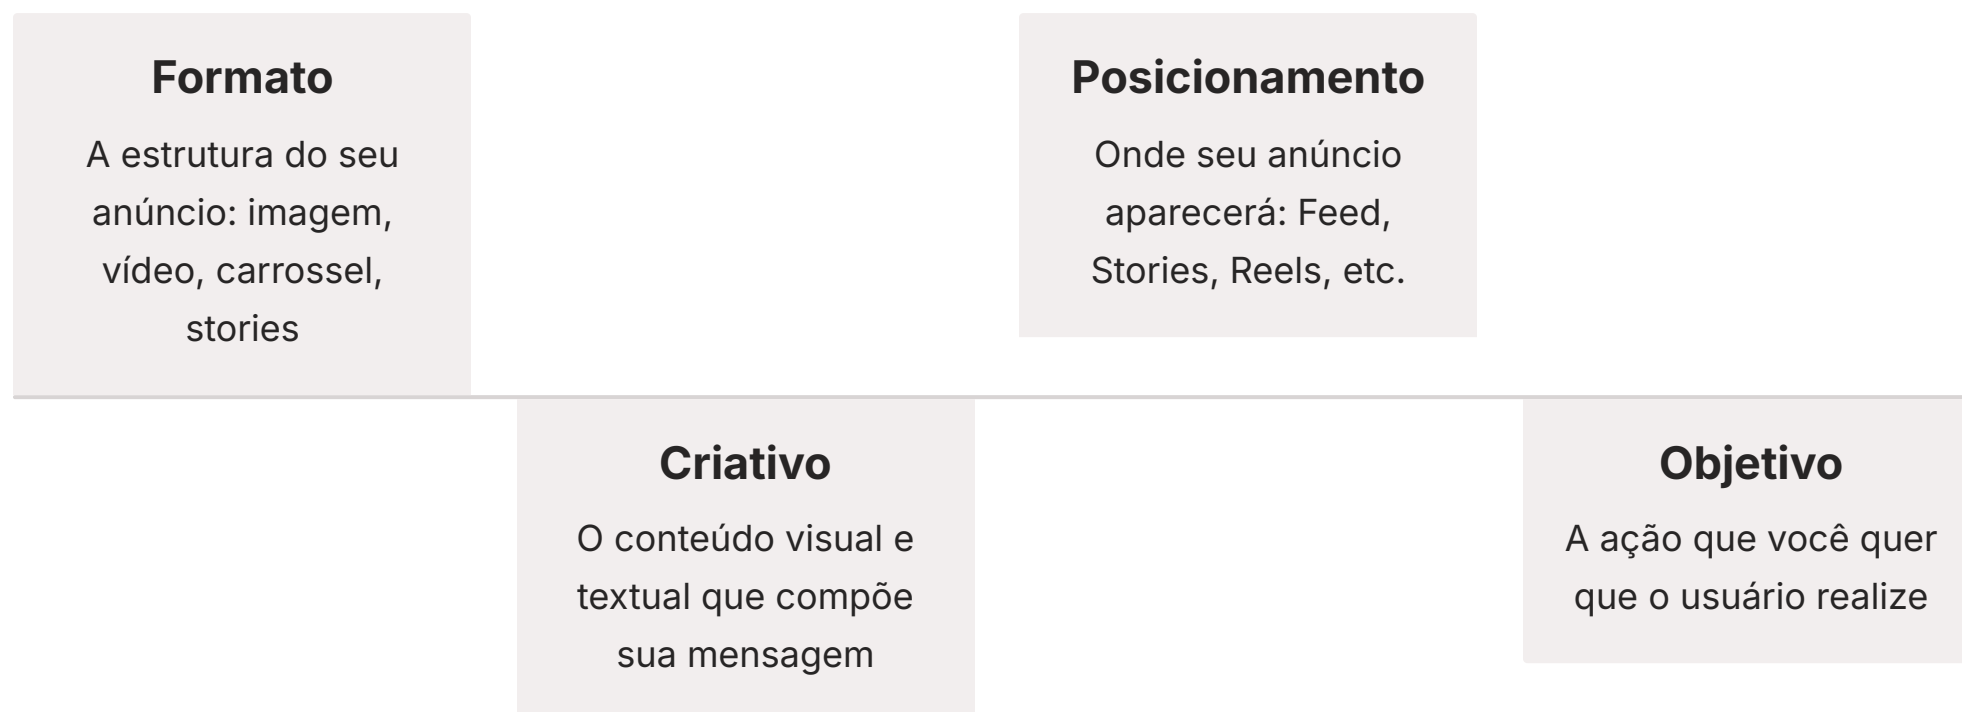 Formato
A estrutura do seu
anúncio: imagem,
vídeo, carrossel,
stories
Criativo
O conteúdo visual e
textual que compõe
sua mensagem
Posicionamento
Onde seu anúncio
aparecerá: Feed,
Stories, Reels, etc.
Objetivo
A ação que você quer
que o usuário realize